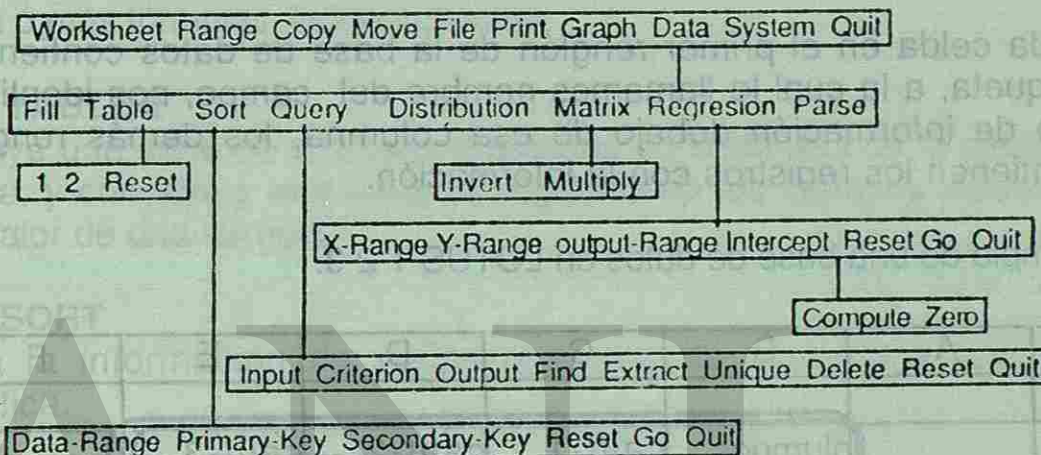 Worksheet Range Copy Move File Print Graph Data System Quit
Fill Table Sort Query Distribution Matrix Regresion Parse
1 2 Reset
Invert Multiply
X-Range Y-Range output-Range Intercept Reset Go Quit
Compute Zero
Input Criterion Output Find Extract Unique Delete Reset Quit
Data-Range Primary-Key Secondary-Key Reset Go Quit